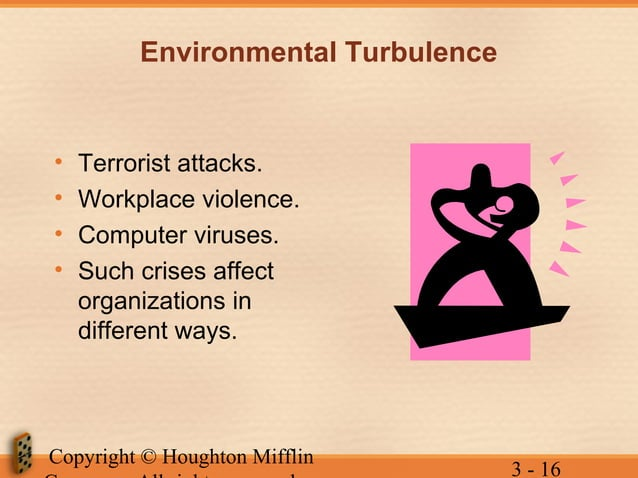 Environmental Turbulence
• Terrorist attacks.
• Workplace violence.
• Computer viruses.
• Such crises affect
organizations in
different ways.
Copyright © Houghton Mifflin
3 - 16